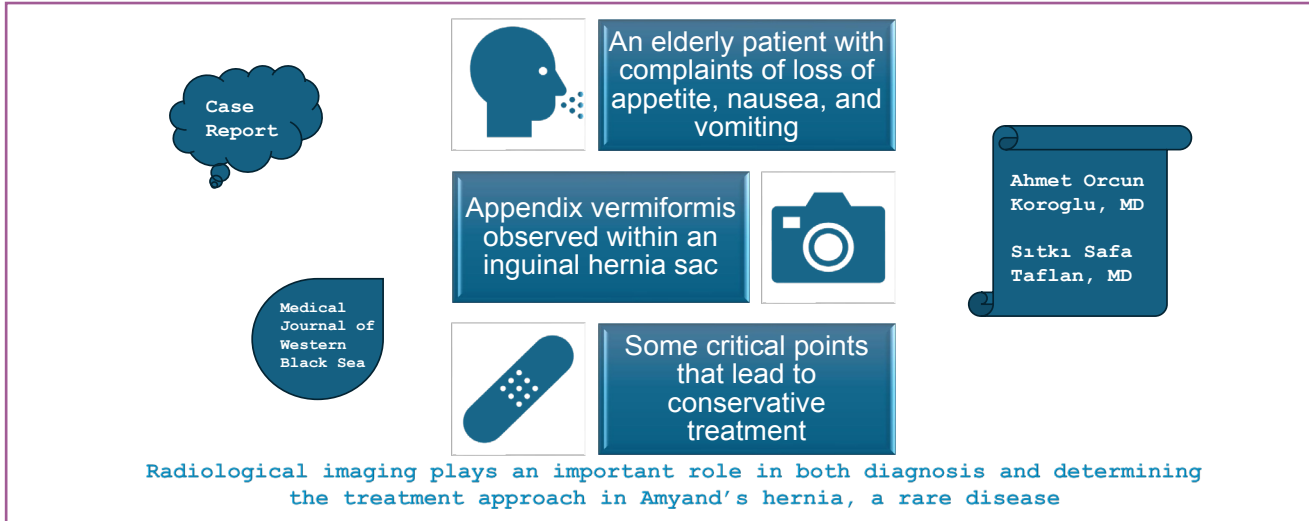 Case
Report
An elderly patient with
complaints of loss of
appetite, nausea, and
vomiting
Appendix vermiformis
observed within an
inguinal hernia sac
Ahmet Orcun
Koroglu, MD
Sıtkı Safa
Taflan, MD
Medical
Journal of
Western
Black Sea
Some critical points
that lead to
conservative
treatment
Radiological imaging plays an important role in both diagnosis and determining
the treatment approach in Amyand’s hernia, a rare disease